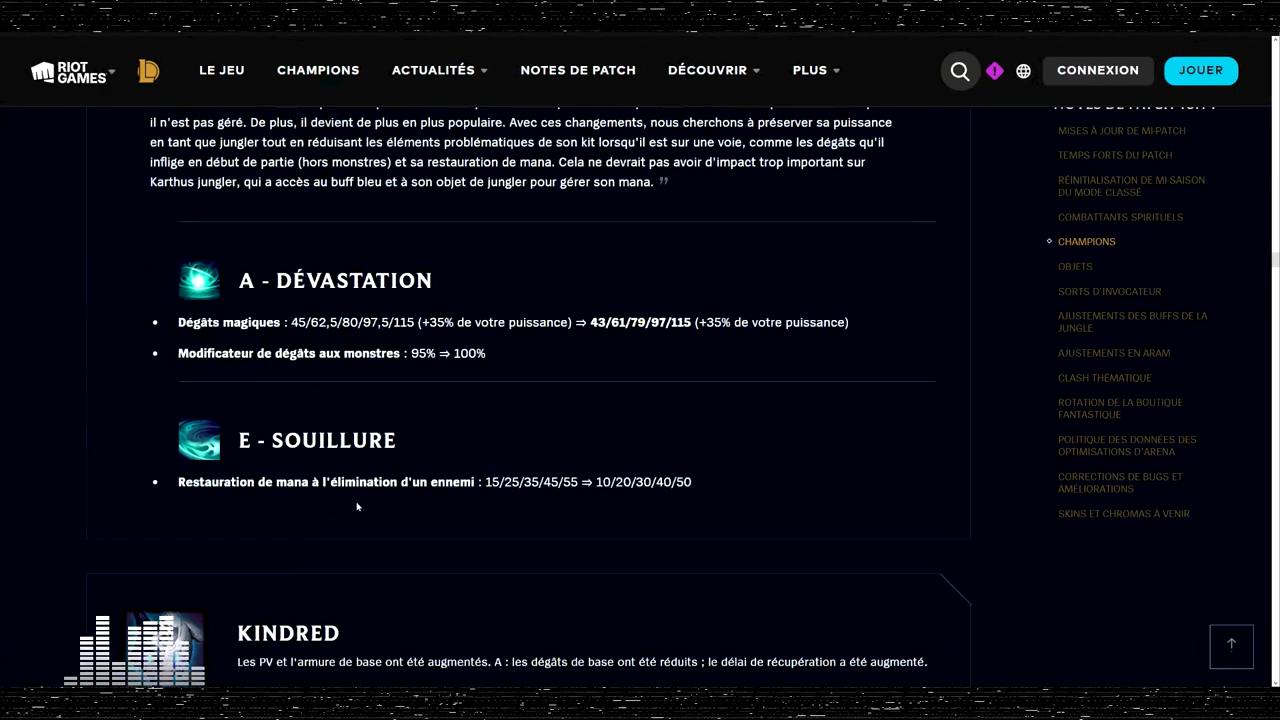 RIOT GAMES
LE JEU
CHAMPIONS
ACTUALITÉS
NOTES DE PATCH
DÉCOUVRIR
PLUS
CONNEXION
JOUER
il n'est pas géré. De plus, il devient de plus en plus populaire. Avec ces changements, nous cherchons à préserver sa puissance
en tant que jungler tout en réduisant les éléments problématiques de son kit lorsqu'il est sur une voie, comme les dégâts qu'il
inflige en début de partie (hors monstres) et sa restauration de mana. Cela ne devrait pas avoir d'impact trop important sur
Karthus jungler, qui a accès au buff bleu et à son objet de jungler pour gérer son mana. ”
A - DÉVASTATION
• Dégâts magiques : 45/62,5/80/97,5/115 (+35% de votre puissance) ⇒ 43/61/79/97/115 (+35% de votre puissance)
• Modificateur de dégâts aux monstres : 95% ⇒ 100%
E - SOUILLURE
• Restauration de mana à l'élimination d'un ennemi : 15/25/35/45/55 ⇒ 10/20/30/40/50
KINDRED
Les PV et l'armure de base ont été augmentés. A : les dégâts de base ont été réduits ; le délai de récupération a été augmenté.
MISES À JOUR DE MI-PATCH
TEMPS FORTS DU PATCH
RÉINITIALISATION DE MI-SAISON
DU MODE CLASSÉ
COMBATTANTS SPIRITUELS
CHAMPIONS
OBJETS
SORTS D'INVOCATEUR
AJUSTEMENTS DES BUFFS DE LA
JUNGLE
AJUSTEMENTS EN ARAM
CLASH THÉMATIQUE
ROTATION DE LA BOUTIQUE
FANTASTIQUE
POLITIQUE DES DONNÉES DES
OPTIMISATIONS D'ARENA
CORRECTIONS DE BUGS ET
AMÉLIORATIONS
SKINS ET CHROMAS À VENIR